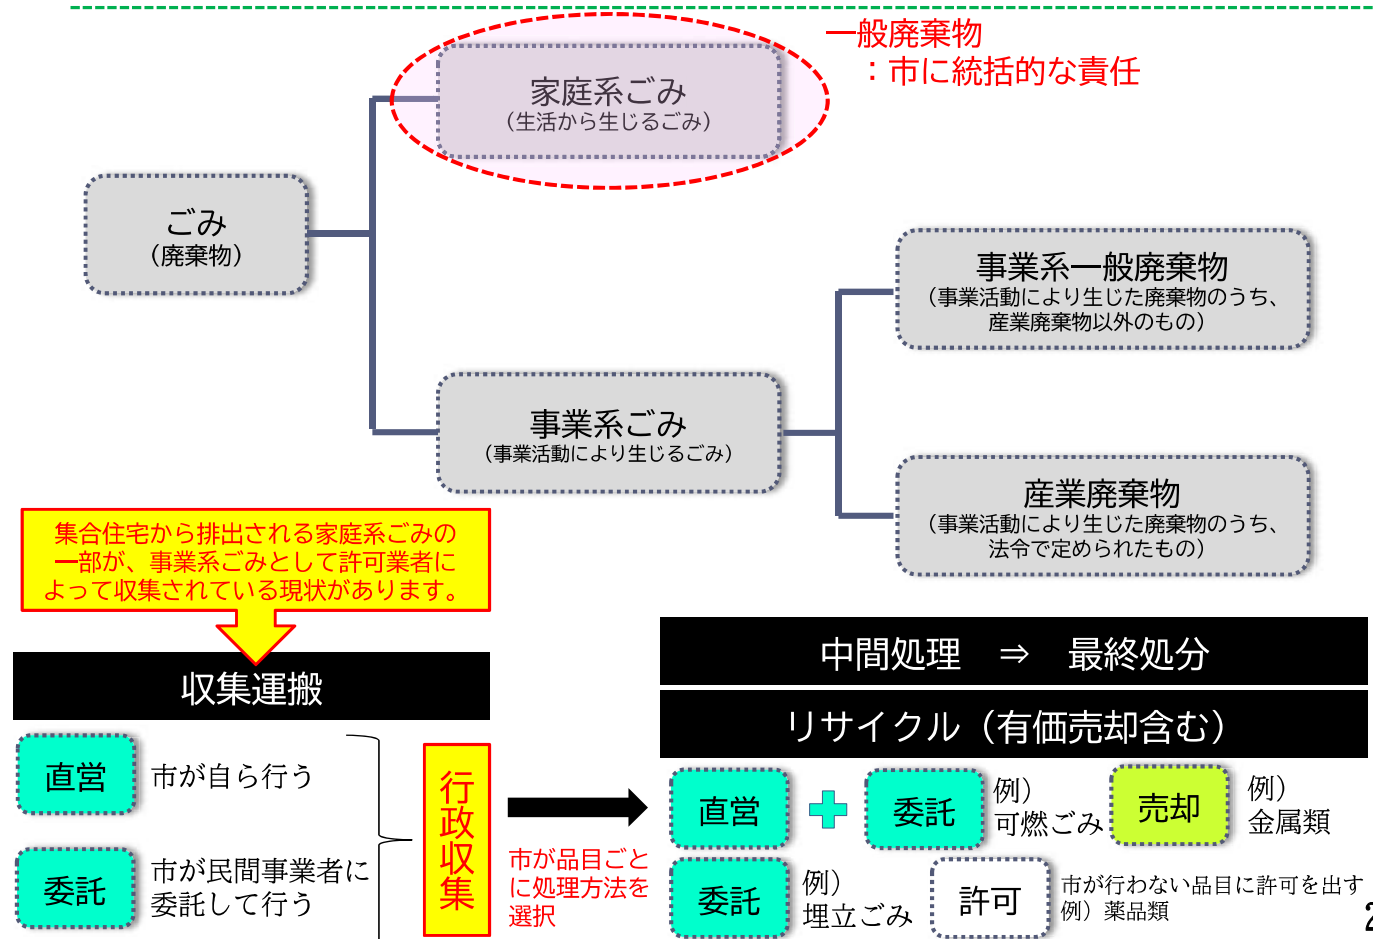 一般廃棄物
：市に統括的な責任
家庭系ごみ
（生活から生じるごみ）
ごみ
（廃棄物）
事業系一般廃棄物
（事業活動により生じた廃棄物のうち、
産業廃棄物以外のもの）
事業系ごみ
（事業活動により生じるごみ）
産業廃棄物
（事業活動により生じた廃棄物のうち、
法令で定められたもの）
集合住宅から排出される家庭系ごみの
一部が、事業系ごみとして許可業者に
よって収集されている現状があります。
収集運搬
直営
市が自ら行う
委託
市が民間事業者に
委託して行う
行政収集
市が品目ごと
に処理方法を
選択
中間処理　⇒　最終処分
リサイクル（有価売却含む）
直営
委託
例）
可燃ごみ
売却
例）
金属類
委託
例）
埋立ごみ
許可
市が行わない品目に許可を出す
例）薬品類
2